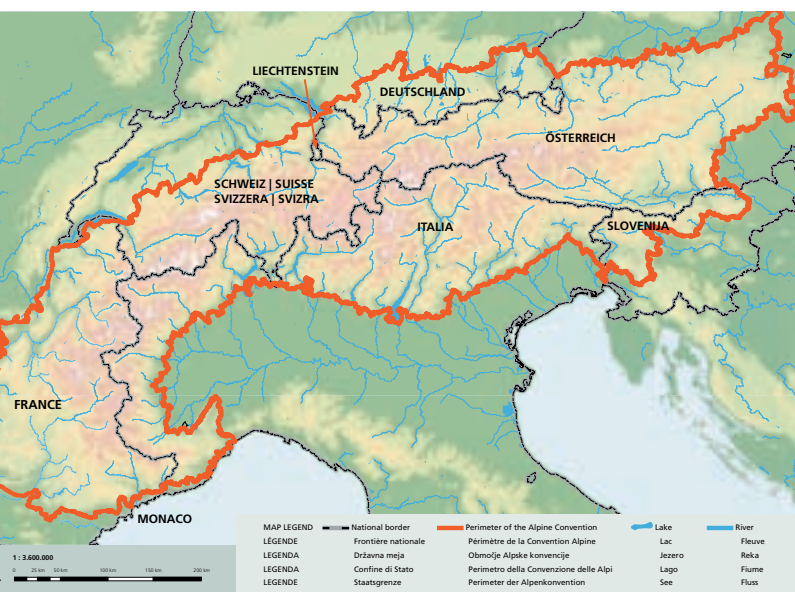 LIECHTENSTEIN
DEUTSCHLAND
ÖSTERREICH
SCHWEIZ | SUISSE
SVIZZERA | SVIZRA
ITALIA
SLOVENIJA
FRANCE
MONACO
MAP LEGEND National border Perimeter of the Alpine Convention Lake River
LÉGENDE Frontière nationale Périmètre de la Convention Alpine Lac Fleuve
LEGENDA Državna meja Območje Alpske konvencije Jezero Reka
LEGENDA Confine di Stato Perimetro della Convenzione delle Alpi Lago Fiume
LEGENDE Staatsgrenze Perimeter der Alpenkonvention See Fluss
1 : 3.600.000
0 25 km 50 km 100 km 150 km 200 km